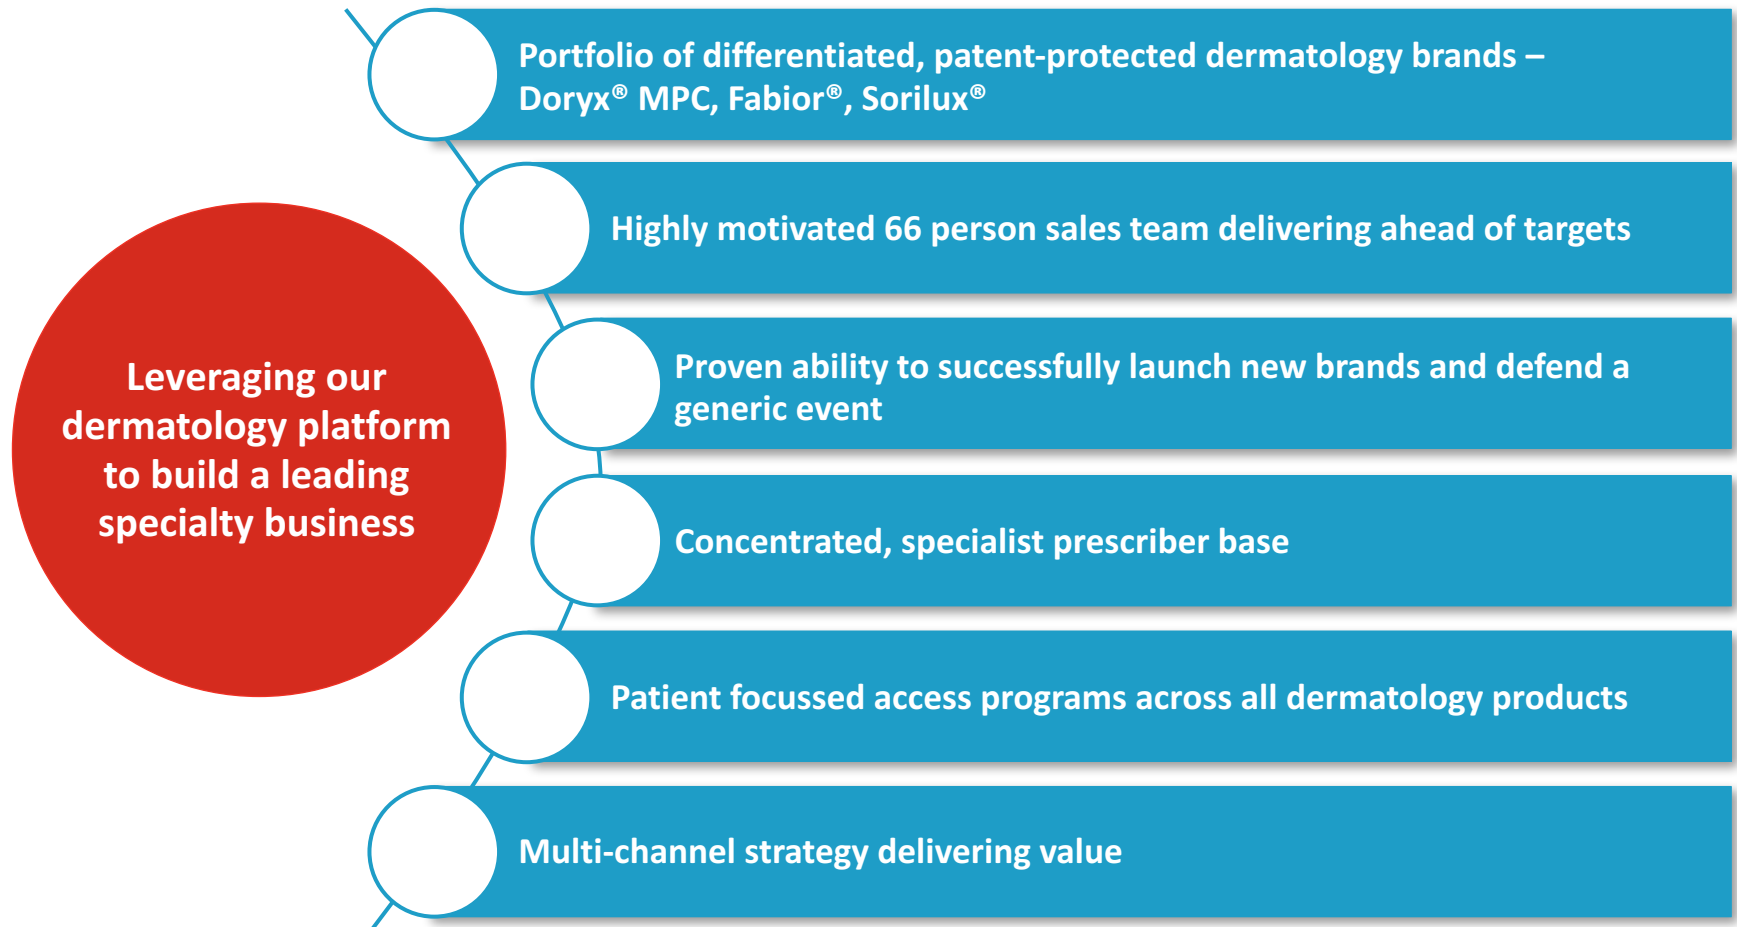 Portfolio of differentiated, patent-protected dermatology brands –
Doryx® MPC, Fabior®, Sorilux®
Highly motivated 66 person sales team delivering ahead of targets
Leveraging our
dermatology platform
to build a leading
specialty business
Proven ability to successfully launch new brands and defend a
generic event
Concentrated, specialist prescriber base
Patient focussed access programs across all dermatology products
Multi-channel strategy delivering value